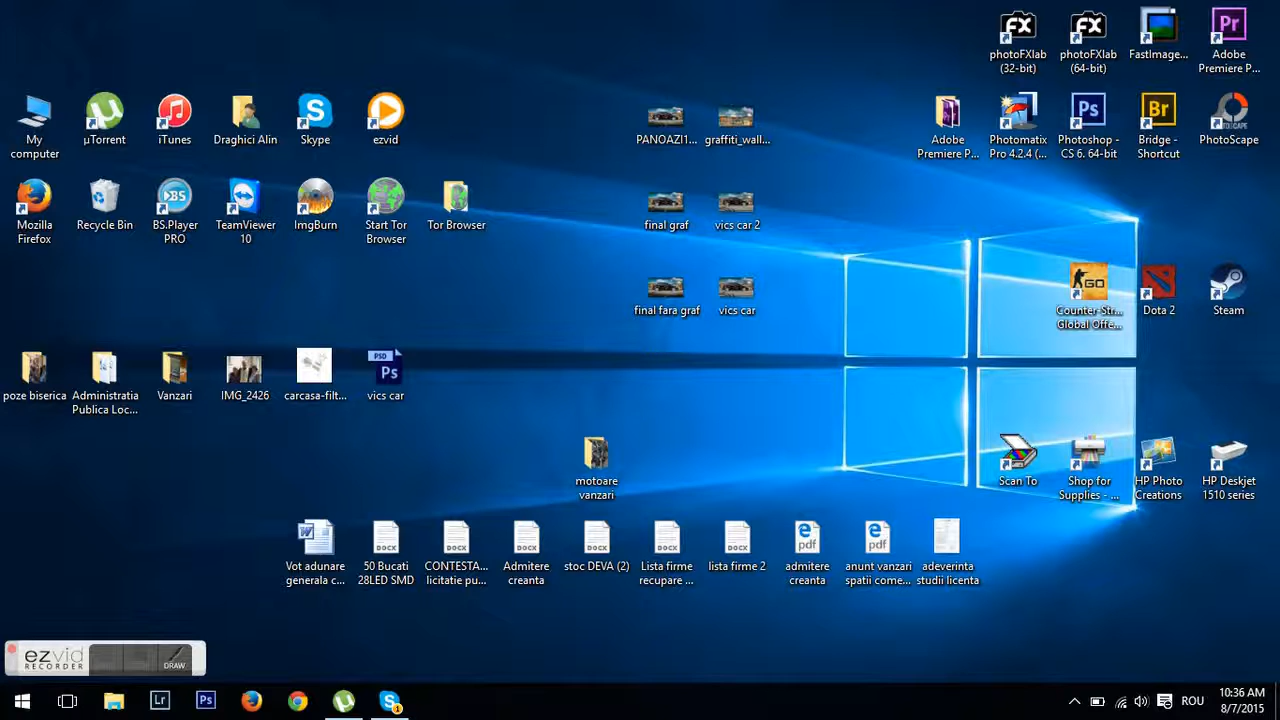 photoFXlab
(32-bit)
photoFXlab
(64-bit)
FastImage...
Adobe
Premiere P...
My
computer
µTorrent
iTunes
Draghici Alin
Skype
ezvid
PANOAZI1...
graffiti_wall...
Adobe
Premiere P...
Photomatix
Pro 4.2.4 (...
Photoshop -
CS 6. 64-bit
Bridge -
Shortcut
PhotoScape
Mozilla
Firefox
Recycle Bin
BS.Player
PRO
TeamViewer
10
ImgBurn
Start Tor
Browser
Tor Browser
final graf
vics car 2
final fara graf
vics car
Counter-Str...
Global Offe...
Dota 2
Steam
poze biserica
Administratia
Publica Loc...
Vanzari
IMG_2426
carcasa-filt...
vics car
motoare
vanzari
Scan To
Shop for
Supplies - ...
HP Photo
Creations
HP Deskjet
1510 series
Vot adunare
generala c...
50 Bucati
28LED SMD
CONTESTA...
licitatie pu...
Admitere
creanta
stoc DEVA (2)
Lista firme
recupare ...
lista firme 2
admitere
creanta
anunt vanzari
spatii come...
adeverinta
studii licenta
ezvid
RECORDER
DRAW
ROU
10:36 AM
8/7/2015